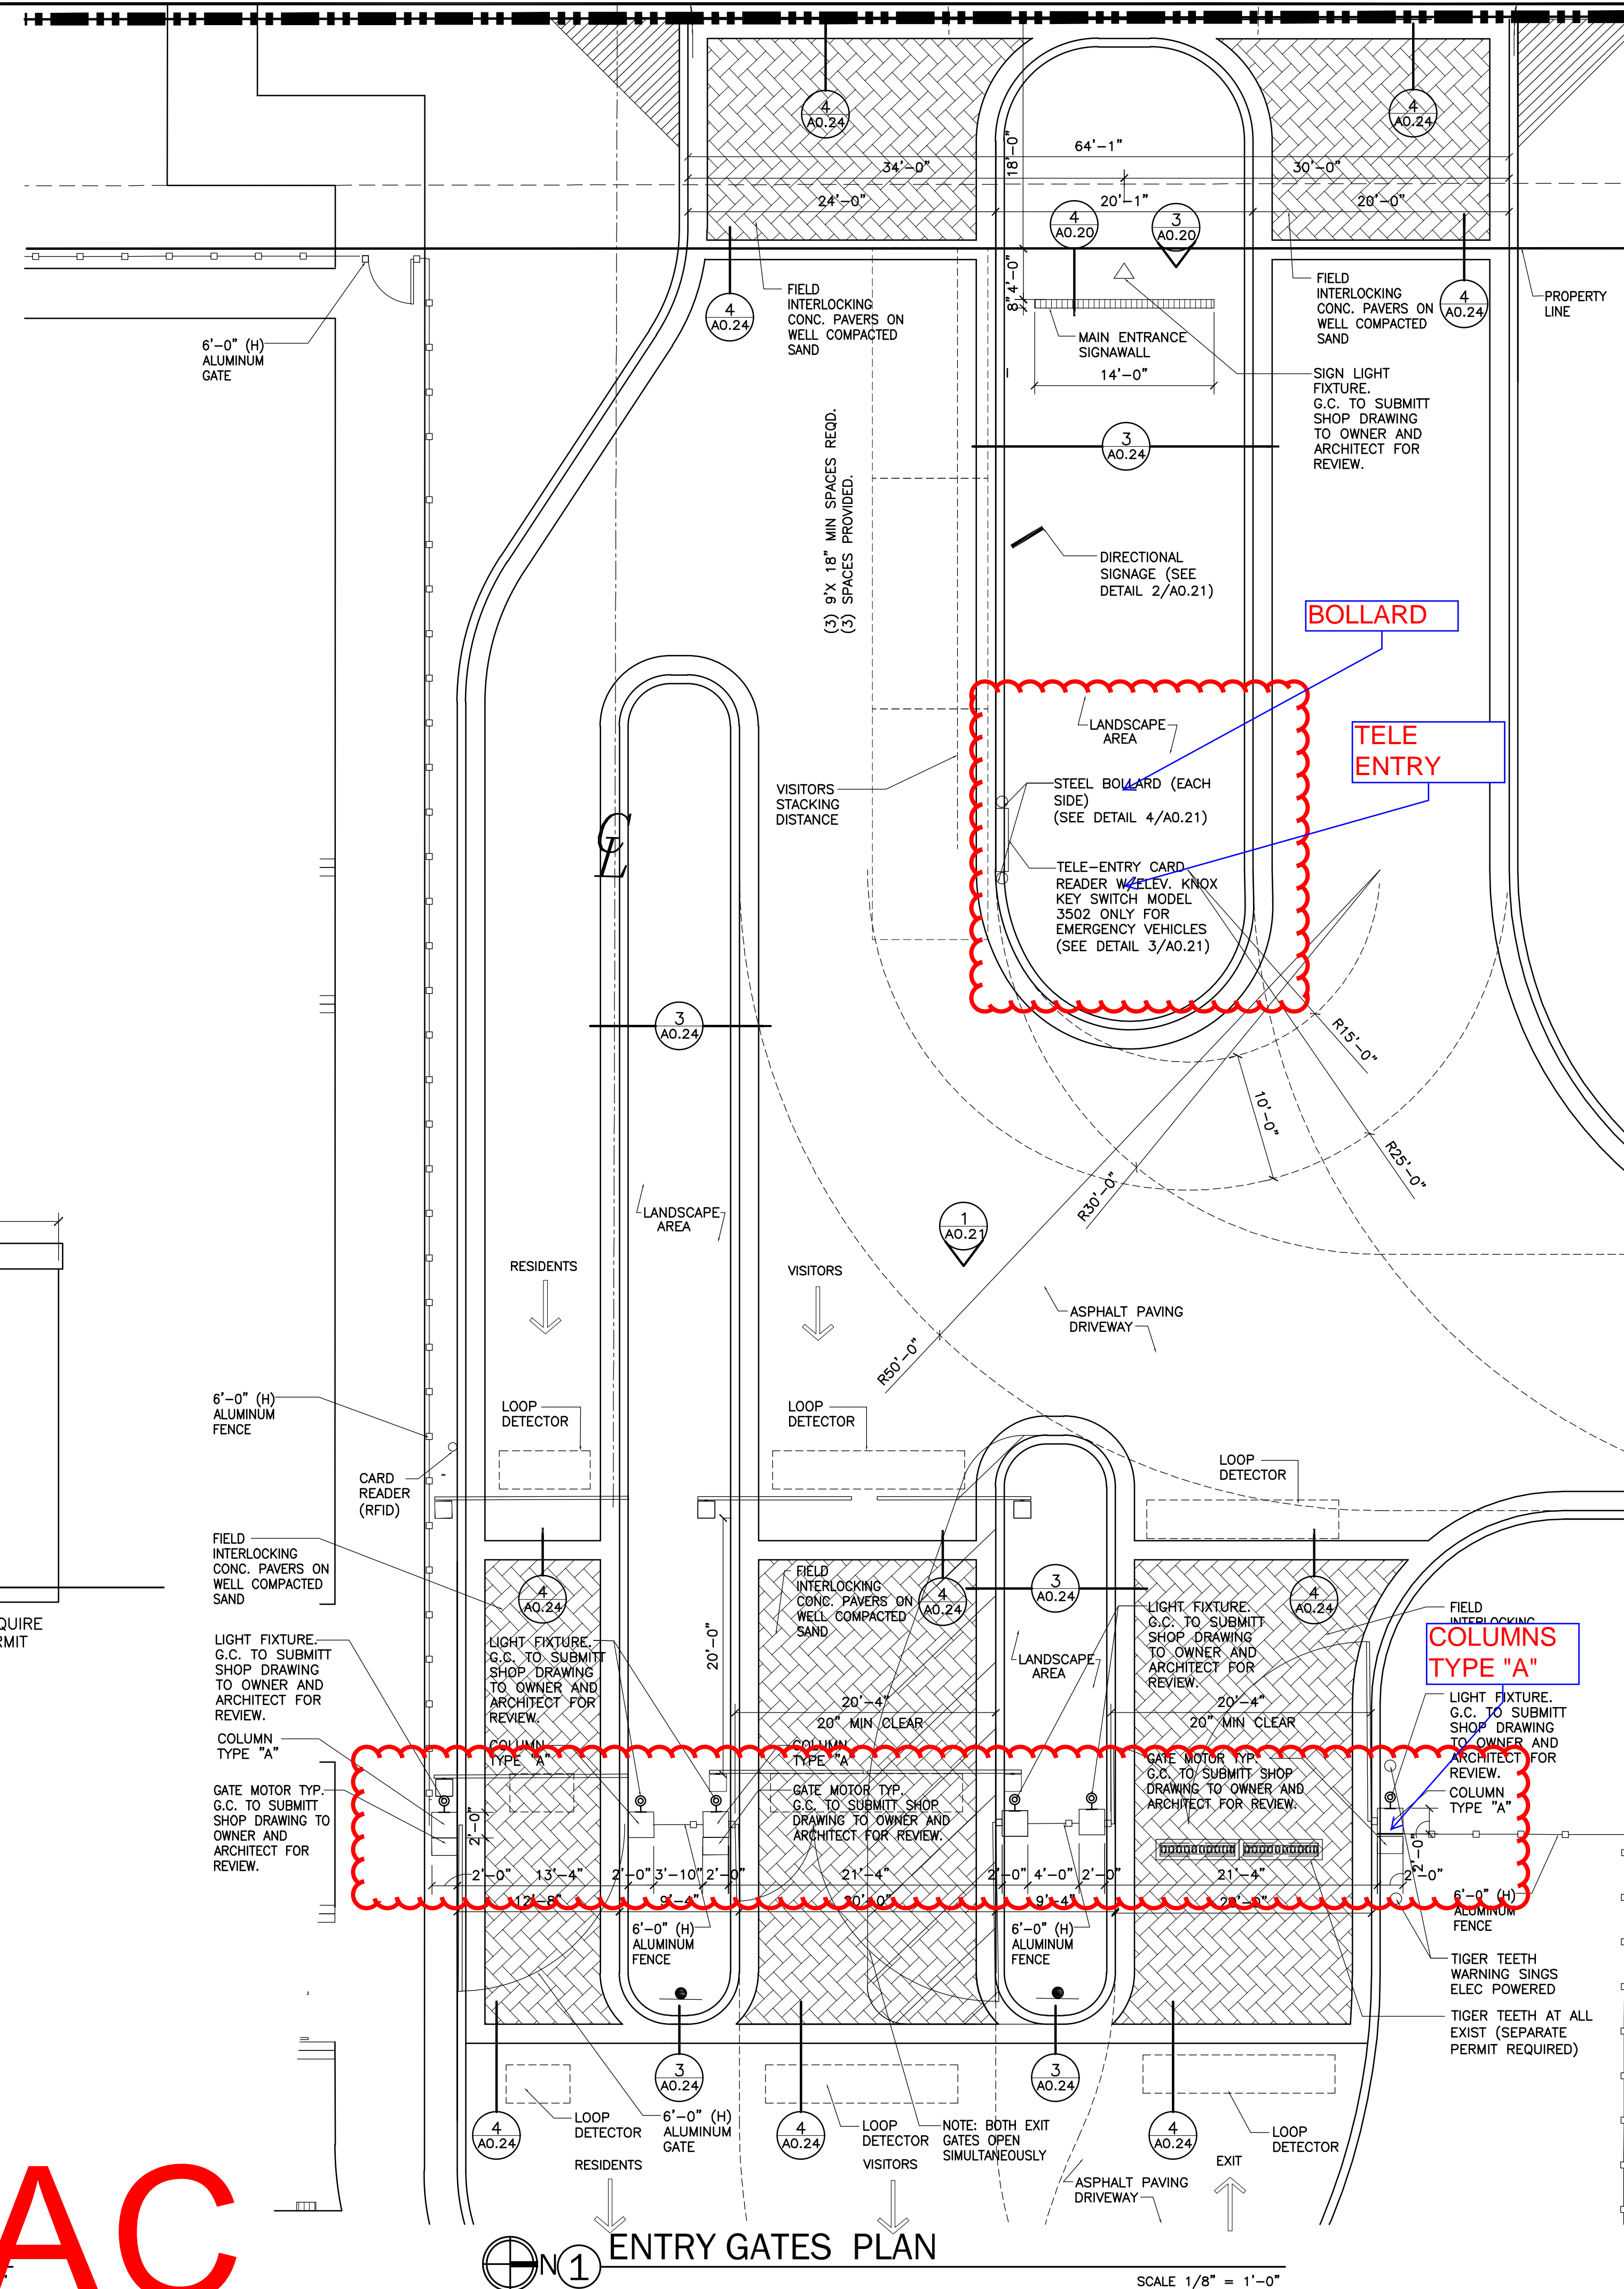 4
A0.24
4
A0.24
64'-1"
18'-0"
34'-0"
30'-0"
24'-0"
20'-1"
20'-0"
4
A0.20
3
A0.20
4'-0"
8"
FIELD
INTERLOCKING
CONC. PAVERS ON
WELL COMPACTED
SAND
4
A0.24
FIELD
INTERLOCKING
CONC. PAVERS ON
WELL COMPACTED
SAND
4
A0.24
PROPERTY
LINE
6'-0" (H)
ALUMINUM
GATE
MAIN ENTRANCE
SIGNAWALL
14'-0"
SIGN LIGHT
FIXTURE.
G.C. TO SUBMITT
SHOP DRAWING
TO OWNER AND
ARCHITECT FOR
REVIEW.
3
A0.24
(3) 9'X 18" MIN SPACES REQD.
(3) SPACES PROVIDED.
DIRECTIONAL
SIGNAGE (SEE
DETAIL 2/A0.21)
BOLLARD
LANDSCAPE
AREA
TELE
ENTRY
VISITORS
STACKING
DISTANCE
STEEL BOLLARD (EACH
SIDE)
(SEE DETAIL 4/A0.21)
CL
TELE-ENTRY CARD
READER W/ELEV. KNOX
KEY SWITCH MODEL
3502 ONLY FOR
EMERGENCY VEHICLES
(SEE DETAIL 3/A0.21)
3
A0.24
R15'-0"
10'-0"
R25'-0"
R30'-0"
LANDSCAPE
AREA
1
A0.21
RESIDENTS
VISITORS
ASPHALT PAVING
DRIVEWAY
R50'-0"
6'-0" (H)
ALUMINUM
FENCE
LOOP
DETECTOR
LOOP
DETECTOR
LOOP
DETECTOR
CARD
READER
(RFID)
FIELD
INTERLOCKING
CONC. PAVERS ON
WELL COMPACTED
SAND
4
A0.24
FIELD
INTERLOCKING
CONC. PAVERS ON
WELL COMPACTED
SAND
4
A0.24
3
A0.24
4
A0.24
FIELD
INTERLOCKING
COLUMNS
TYPE "A"
QUIRE
RMIT
LIGHT FIXTURE.
G.C. TO SUBMITT
SHOP DRAWING
TO OWNER AND
ARCHITECT FOR
REVIEW.
LIGHT FIXTURE.
G.C. TO SUBMITT
SHOP DRAWING
TO OWNER AND
ARCHITECT FOR
REVIEW.
20'-0"
LANDSCAPE
AREA
LIGHT FIXTURE.
G.C. TO SUBMITT
SHOP DRAWING
TO OWNER AND
ARCHITECT FOR
REVIEW.
LIGHT FIXTURE.
G.C. TO SUBMITT
SHOP DRAWING
TO OWNER AND
ARCHITECT FOR
REVIEW.
20'-4"
20" MIN CLEAR
20'-4"
20" MIN CLEAR
COLUMN
TYPE "A"
COLUMN
TYPE "A"
COLUMN
TYPE "A
COLUMN
TYPE "A"
GATE MOTOR TYP.
G.C. TO SUBMITT
SHOP DRAWING TO
OWNER AND
ARCHITECT FOR
REVIEW.
GATE MOTOR TYP.
G.C. TO SUBMITT SHOP
DRAWING TO OWNER AND
ARCHITECT FOR REVIEW.
GATE MOTOR TYP.
G.C. TO SUBMITT SHOP
DRAWING TO OWNER AND
ARCHITECT FOR REVIEW.
2'-0"
2'-0"
2'-0"
13'-4"
2'-0"
3'-10"
2'-0"
21'-4"
2'-0"
4'-0"
2'-0"
21'-4"
2'-0"
12'-8"
9'-4"
20'-0"
9'-4"
20'-0"
6'-0" (H)
ALUMINUM
FENCE
6'-0" (H)
ALUMINUM
FENCE
6'-0" (H)
ALUMINUM
FENCE
TIGER TEETH
WARNING SINGS
ELEC POWERED
TIGER TEETH AT ALL
EXIST (SEPARATE
PERMIT REQUIRED)
3
A0.24
3
A0.24
4
A0.24
LOOP
DETECTOR
6'-0" (H)
ALUMINUM
GATE
4
A0.24
LOOP
DETECTOR
NOTE: BOTH EXIT
GATES OPEN
SIMULTANEOUSLY
4
A0.24
LOOP
DETECTOR
RESIDENTS
VISITORS
EXIT
ASPHALT PAVING
DRIVEWAY
AC
N
1
ENTRY GATES PLAN
SCALE 1/8" = 1'-0"